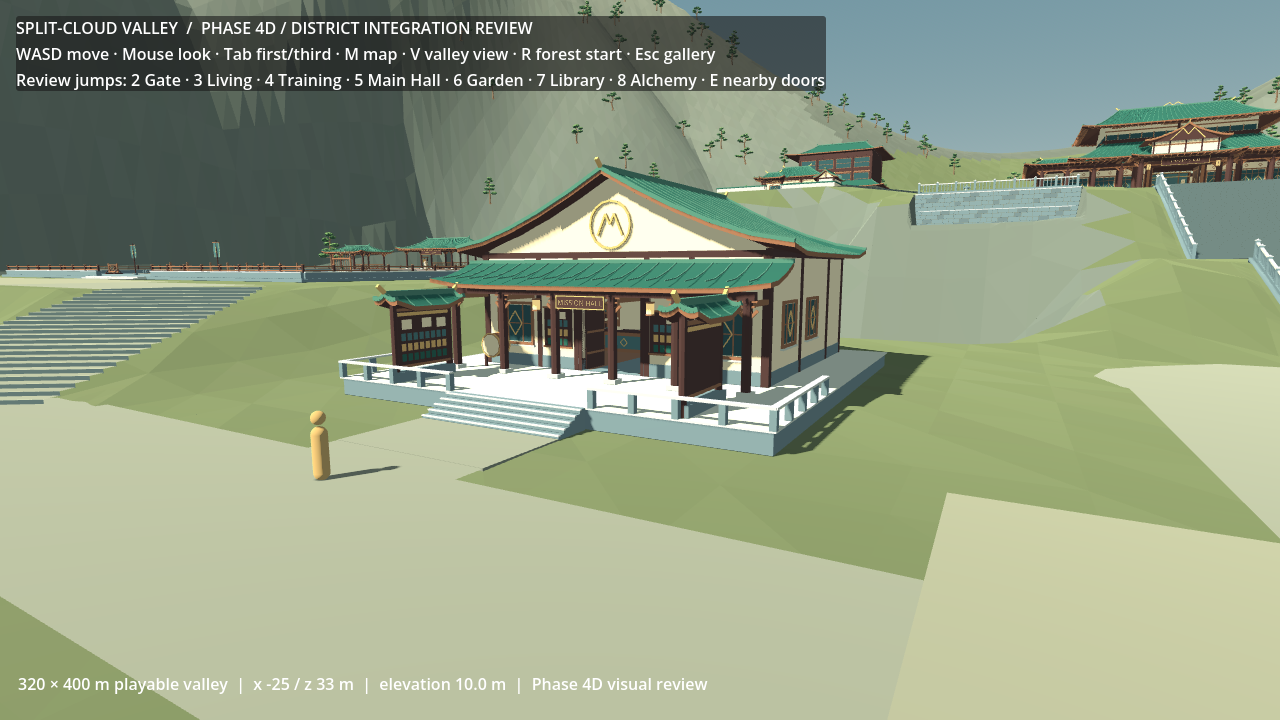 SPLIT-CLOUD VALLEY / PHASE 4D / DISTRICT INTEGRATION REVIEW
WASD move · Mouse look · Tab first/third · M map · V valley view · R forest start · Esc gallery
Review jumps: 2 Gate · 3 Living · 4 Training · 5 Main Hall · 6 Garden · 7 Library · 8 Alchemy · E nearby doors
M
MISSION HALL
320 × 400 m playable valley | x -25 / z 33 m | elevation 10.0 m | Phase 4D visual review